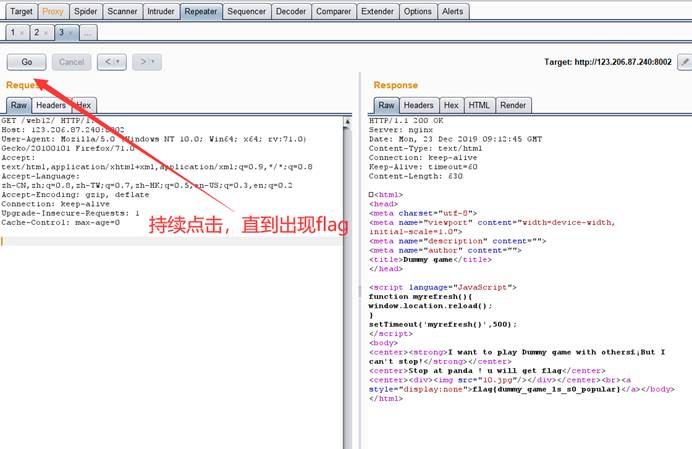 Target Proxy Spider Scanner Intruder Repeater Sequencer Decoder Comparer Extender Options Alerts
1 × 2 × 3 × ...
Go Cancel < > Target: http://123.206.87.240:8002
Request
Raw Headers Hex
GET /web12/ HTTP/1.
Host: 123.206.87.240:8002
User-Agent: Mozilla/5.0 (Windows NT 10.0; Win64; x64; rv:71.0)
Gecko/20100101 Firefox/71.0
Accept:
text/html,application/xhtml+xml,application/xml;q=0.9,*/*;q=0.8
Accept-Language:
zh-CN,zh;q=0.8,zh-TW;q=0.7,zh-HK;q=0.5,en-US;q=0.3,en;q=0.2
Accept-Encoding: gzip, deflate
Connection: keep-alive
Upgrade-Insecure-Requests: 1
Cache-Control: max-age=0
持续点击，直到出现flag
Response
Raw Headers Hex HTML Render
HTTP/1.1 200 OK
Server: nginx
Date: Mon, 23 Dec 2019 09:12:45 GMT
Content-Type: text/html
Connection: keep-alive
Keep-Alive: timeout=60
Content-Length: 630
<html>
<head>
<meta charset="utf-8">
<meta name="viewport" content="width=device-width,
initial-scale=1.0">
<meta name="description" content="">
<meta name="author" content="">
<title>Dummy game</title>
</head>
<script language="JavaScript">
function myrefresh(){
window.location.reload();
}
setTimeout('myrefresh()',500);
</script>
<body>
<center><strong>I want to play Dummy game with others£¡But I
can't stop!</strong></center>
<center>Stop at panda ! u will get flag</center>
<center><div><img src="10.jpg"/></div></center><br><a
style="display:none">flag{dummy_game_1s_s0_popular}</a></body>
</html>